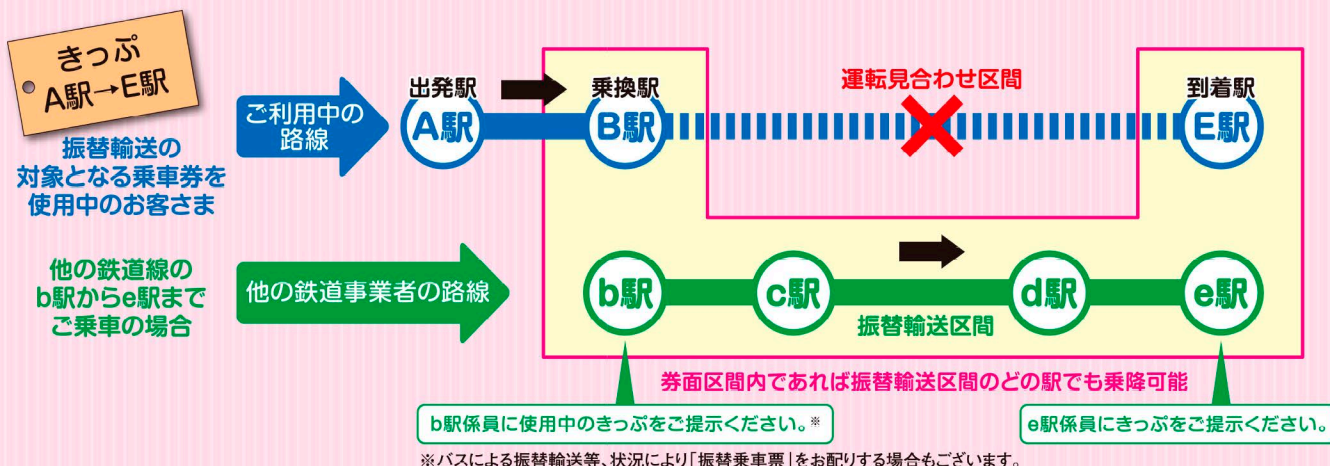 きっぷ
A駅→E駅
振替輸送の
対象となる乗車券を
使用中のお客さま
ご利用中の
路線
出発駅
A駅
乗換駅
B駅
運転見合わせ区間
到着駅
E駅
他の鉄道線の
b駅からe駅まで
ご乗車の場合
他の鉄道事業者の路線
b駅
c駅
d駅
e駅
振替輸送区間
券面区間内であれば振替輸送区間のどの駅でも乗降可能
b駅係員に使用中のきっぷをご提示ください。※
e駅係員にきっぷをご提示ください。
※バスによる振替輸送等、状況により「振替乗車票」をお配りする場合もございます。